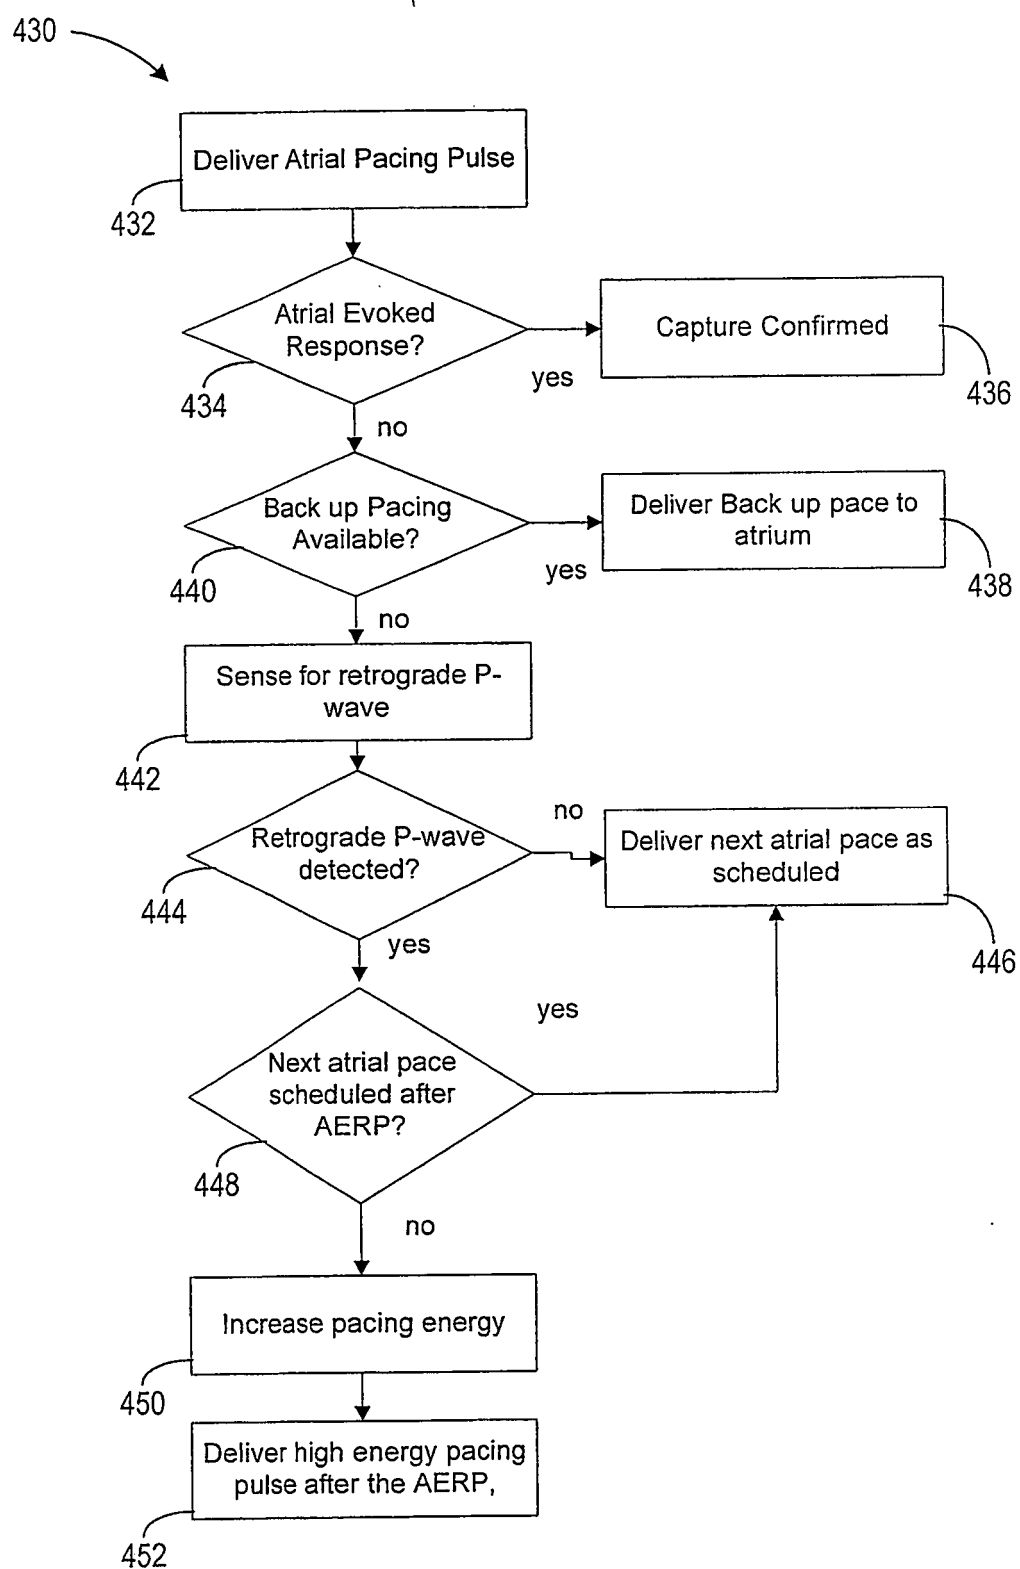 430
Deliver Atrial Pacing Pulse
432
Atrial Evoked
Response?
434
yes
Capture Confirmed
436
no
Back up Pacing
Available?
440
yes
Deliver Back up pace to
atrium
438
no
Sense for retrograde P-
wave
442
Retrograde P-wave
detected?
444
no
Deliver next atrial pace as
scheduled
446
yes
Next atrial pace
scheduled after
AERP?
448
yes
no
Increase pacing energy
450
Deliver high energy pacing
pulse after the AERP,
452